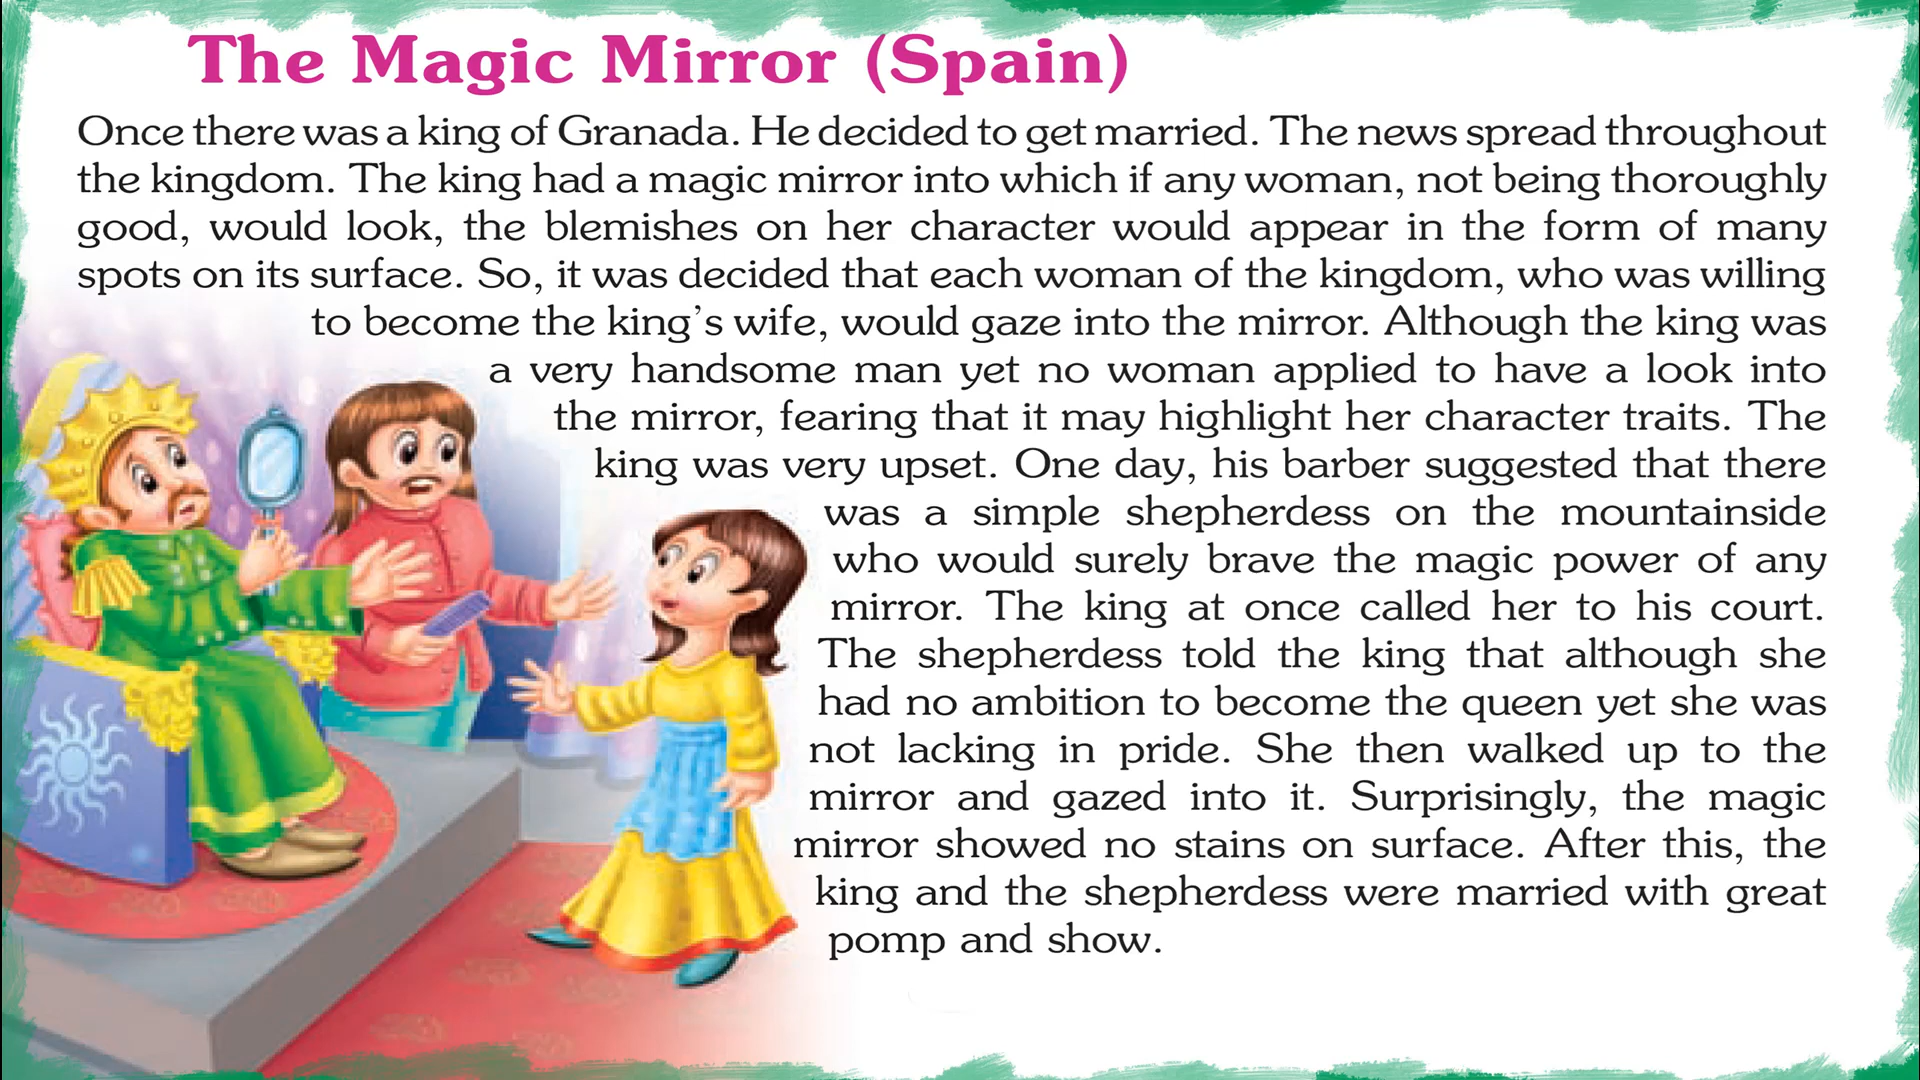 The Magic Mirror (Spain)
Once there was a king of Granada. He decided to get married. The news spread throughout
the kingdom. The king had a magic mirror into which if any woman, not being thoroughly
good, would look, the blemishes on her character would appear in the form of many
spots on its surface. So, it was decided that each woman of the kingdom, who was willing
to become the king's wife, would gaze into the mirror. Although the king was
a very handsome man yet no woman applied to have a look into
the mirror, fearing that it may highlight her character traits. The
king was very upset. One day, his barber suggested that there
was a simple shepherdess on the mountainside
who would surely brave the magic power of any
mirror. The king at once called her to his court.
The shepherdess told the king that although she
had no ambition to become the queen yet she was
not lacking in pride. She then walked up to the
mirror and gazed into it. Surprisingly, the magic
mirror showed no stains on surface. After this, the
king and the shepherdess were married with great
pomp and show.